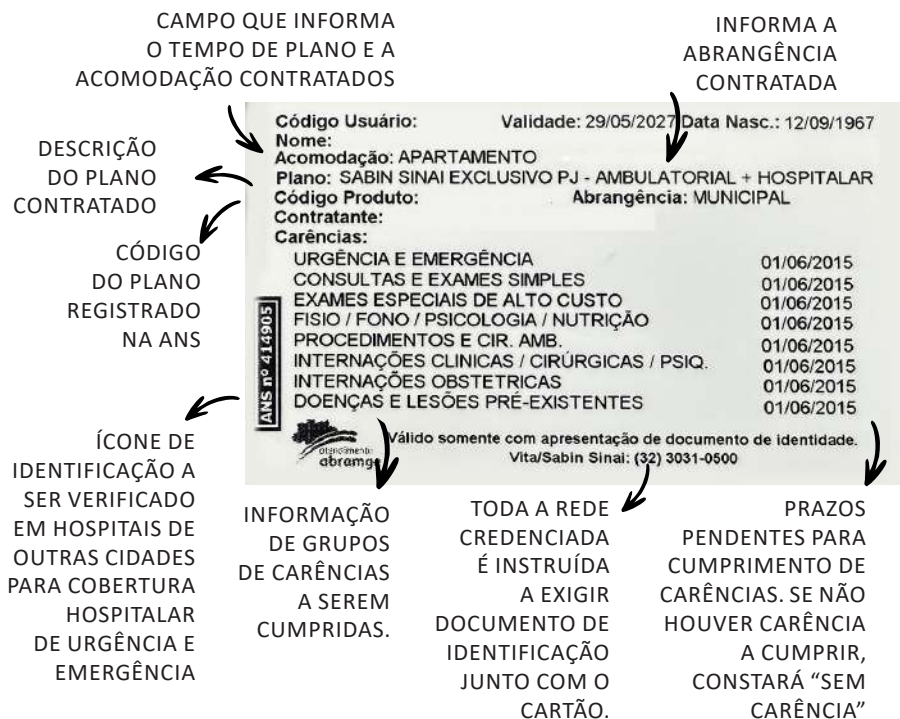 CAMPO QUE INFORMA
O TEMPO DE PLANO E A
ACOMODAÇÃO CONTRATADOS
INFORMA A
ABRANGÊNCIA
CONTRATADA
DESCRIÇÃO
DO PLANO
CONTRATADO
CÓDIGO
DO PLANO
REGISTRADO
NA ANS
Código Usuário: Validade: 29/05/2027 Data Nasc.: 12/09/1967
Nome:
Acomodação: APARTAMENTO
Plano: SABIN SINAI EXCLUSIVO PJ - AMBULATORIAL + HOSPITALAR
Código Produto: Abrangência: MUNICIPAL
Contratante:
Carências:
URGÊNCIA E EMERGÊNCIA 01/06/2015
CONSULTAS E EXAMES SIMPLES 01/06/2015
EXAMES ESPECIAIS DE ALTO CUSTO 01/06/2015
FISIO / FONO / PSICOLOGIA / NUTRIÇÃO 01/06/2015
PROCEDIMENTOS E CIR. AMB. 01/06/2015
INTERNAÇÕES CLINICAS / CIRÚRGICAS / PSIQ. 01/06/2015
INTERNAÇÕES OBSTETRICAS 01/06/2015
DOENÇAS E LESÕES PRÉ-EXISTENTES 01/06/2015
ANS nº 414905
atendimento
abramge
Válido somente com apresentação de documento de identidade.
Vita/Sabin Sinai: (32) 3031-0500
ÍCONE DE
IDENTIFICAÇÃO A
SER VERIFICADO
EM HOSPITAIS DE
OUTRAS CIDADES
PARA COBERTURA
HOSPITALAR
DE URGÊNCIA E
EMERGÊNCIA
INFORMAÇÃO
DE GRUPOS
DE CARÊNCIAS
A SEREM
CUMPRIDAS.
TODA A REDE
CREDENCIADA
É INSTRUÍDA
A EXIGIR
DOCUMENTO DE
IDENTIFICAÇÃO
JUNTO COM O
CARTÃO.
PRAZOS
PENDENTES PARA
CUMPRIMENTO DE
CARÊNCIAS. SE NÃO
HOUVER CARÊNCIA
A CUMPRIR,
CONSTARÁ “SEM
CARÊNCIA”